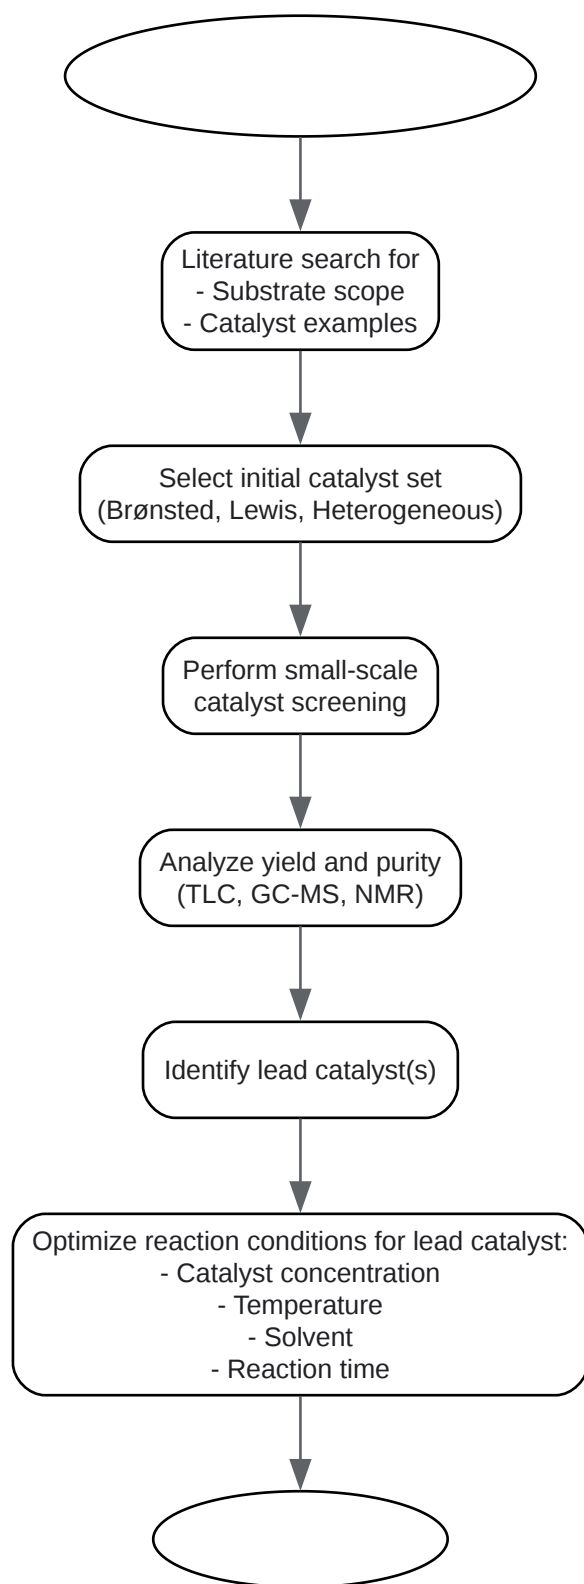 Literature search for
- Substrate scope
- Catalyst examples
Select initial catalyst set
(Brønsted, Lewis, Heterogeneous)
Perform small-scale
catalyst screening
Analyze yield and purity
(TLC, GC-MS, NMR)
Identify lead catalyst(s)
Optimize reaction conditions for lead catalyst:
- Catalyst concentration
- Temperature
- Solvent
- Reaction time